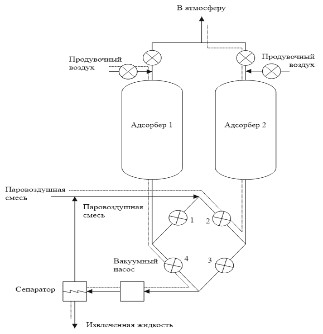 В атмосферу
Продувочный
воздух
Продувочный
воздух
Адсорбер 1
Адсорбер 2
Паровоздушная
смесь
Паровоздушная
смесь
1
2
Вакуумный
насос
4
3
Сепаратор
Извлеченная жидкость